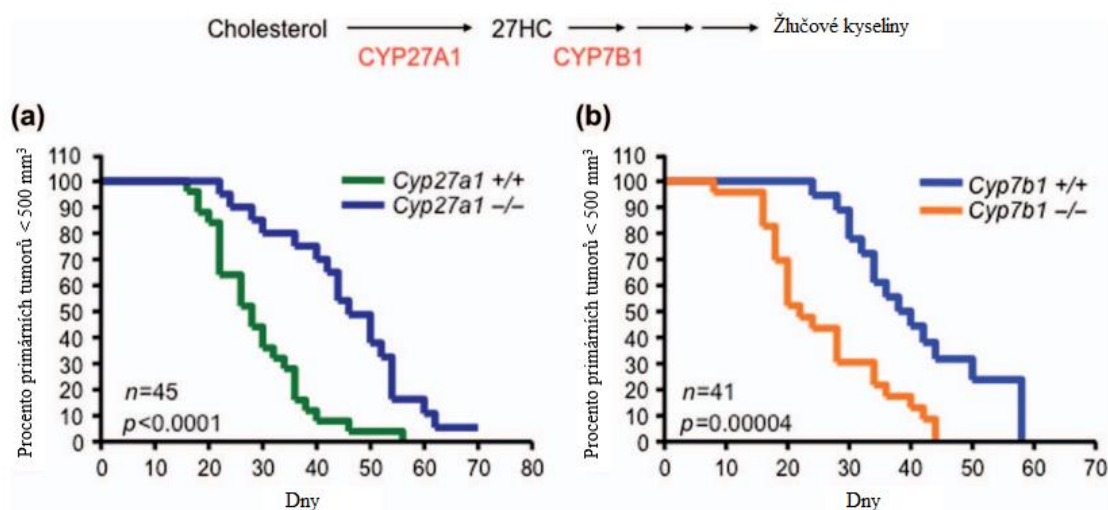 Cholesterol 27HC Žlučové kyseliny
CYP27A1 CYP7B1
(a)
Procento primárních tumorů < 500 mm³
110
100
90
80
70
60
50
40
30
20
10
0
Cyp27a1 +/+
Cyp27a1 –/–
n=45
p<0.0001
0 10 20 30 40 50 60 70 80
Dny
(b)
Procento primárních tumorů < 500 mm³
110
100
90
80
70
60
50
40
30
20
10
0
Cyp7b1 +/+
Cyp7b1 –/–
n=41
p=0.00004
0 10 20 30 40 50 60 70
Dny